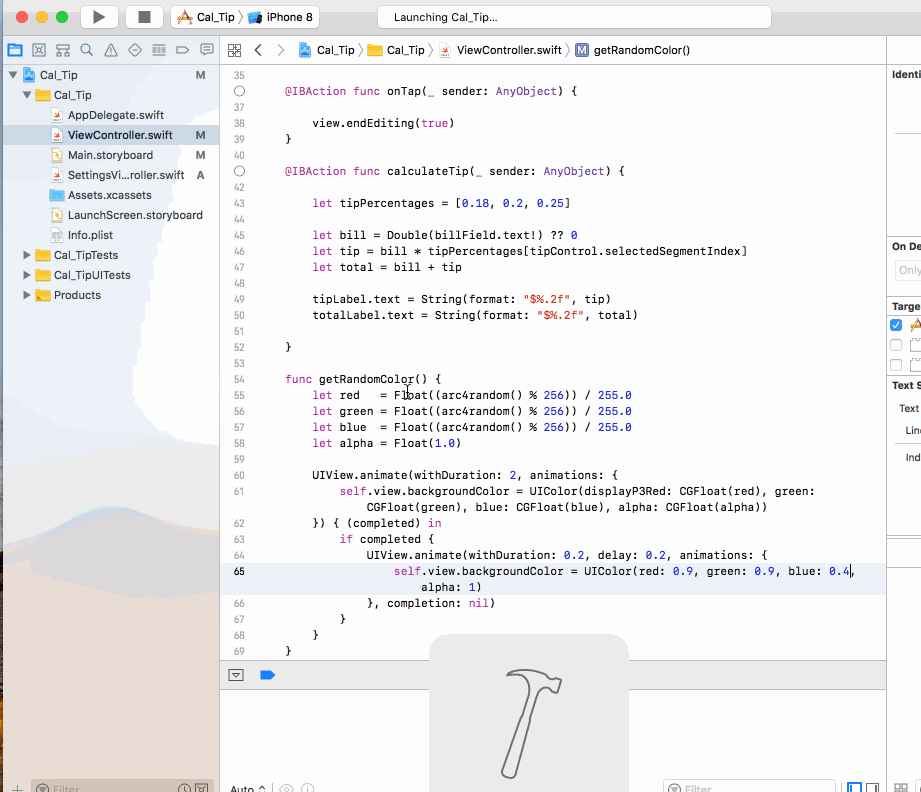 Cal_Tip iPhone 8 Launching Cal_Tip...
Cal_Tip Cal_Tip ViewController.swift M getRandomColor()
Cal_Tip M
Cal_Tip
AppDelegate.swift
ViewController.swift M
Main.storyboard M
SettingsVi...roller.swift A
Assets.xcassets
LaunchScreen.storyboard
Info.plist
Cal_TipTests
Cal_TipUITests
Products
Filter
35
@IBAction func onTap(_ sender: AnyObject) {
37
38 view.endEditing(true)
39 }
40
@IBAction func calculateTip(_ sender: AnyObject) {
42
43 let tipPercentages = [0.18, 0.2, 0.25]
44
45 let bill = Double(billField.text!) ?? 0
46 let tip = bill * tipPercentages[tipControl.selectedSegmentIndex]
47 let total = bill + tip
48
49 tipLabel.text = String(format: "$%.2f", tip)
50 totalLabel.text = String(format: "$%.2f", total)
51
52 }
53
54 func getRandomColor() {
55 let red = Float((arc4random() % 256)) / 255.0
56 let green = Float((arc4random() % 256)) / 255.0
57 let blue = Float((arc4random() % 256)) / 255.0
58 let alpha = Float(1.0)
59
60 UIView.animate(withDuration: 2, animations: {
61 self.view.backgroundColor = UIColor(displayP3Red: CGFloat(red), green:
CGFloat(green), blue: CGFloat(blue), alpha: CGFloat(alpha))
62 }) { (completed) in
63 if completed {
64 UIView.animate(withDuration: 0.2, delay: 0.2, animations: {
65 self.view.backgroundColor = UIColor(red: 0.9, green: 0.9, blue: 0.4,
alpha: 1)
66 }, completion: nil)
67 }
68 }
69 }
Auto
Filter
Identi
On De
Only
Targe
Text S
Text
Lin
Ind